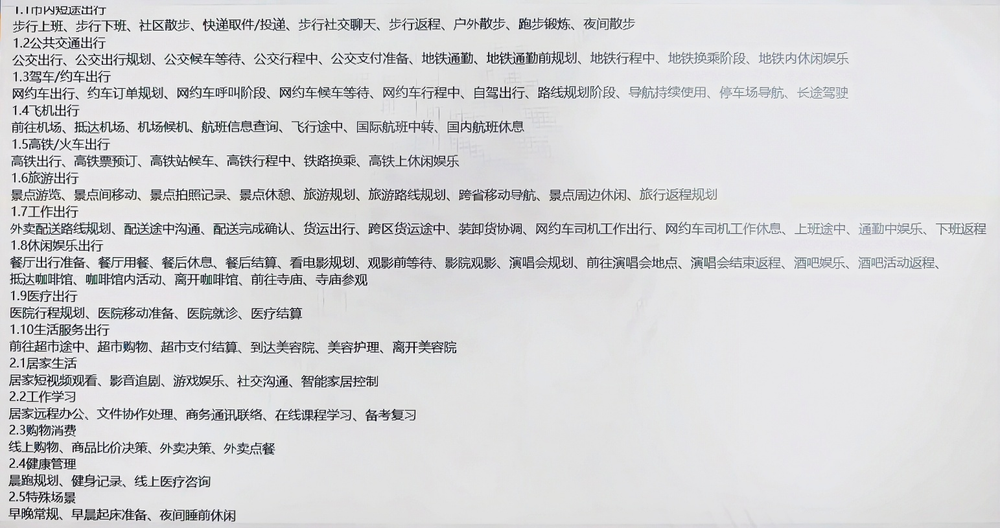 1.1市内短途出行
步行上班、步行下班、社区散步、快递取件/投递、步行社交聊天、步行返程、户外散步、跑步锻炼、夜间散步
1.2公共交通出行
公交出行、公交出行规划、公交候车等待、公交行程中、公交支付准备、地铁通勤、地铁通勤前规划、地铁行程中、地铁换乘阶段、地铁内休闲娱乐
1.3驾车/约车出行
网约车出行、约车订单规划、网约车呼叫阶段、网约车候车等待、网约车行程中、自驾出行、路线规划阶段、导航持续使用、停车场导航、长途驾驶
1.4飞机出行
前往机场、抵达机场、机场候机、航班信息查询、飞行途中、国际航班中转、国内航班休息
1.5高铁/火车出行
高铁出行、高铁票预订、高铁站候车、高铁行程中、铁路换乘、高铁上休闲娱乐
1.6旅游出行
景点游览、景点间移动、景点拍照记录、景点休憩、旅游规划、旅游路线规划、跨省移动导航、景点周边休闲、旅行返程规划
1.7工作出行
外卖配送路线规划、配送途中沟通、配送完成确认、货运出行、跨区货运途中、装卸货协调、网约车司机工作出行、网约车司机工作休息、上班途中、通勤中娱乐、下班返程
1.8休闲娱乐出行
餐厅出行准备、餐厅用餐、餐后休息、餐后结算、看电影规划、观影前等待、影院观影、演唱会规划、前往演唱会地点、演唱会结束返程、酒吧娱乐、酒吧活动返程、
抵达咖啡馆、咖啡馆内活动、离开咖啡馆、前往寺庙、寺庙参观
1.9医疗出行
医院行程规划、医院移动准备、医院就诊、医疗结算
1.10生活服务出行
前往超市途中、超市购物、超市支付结算、到达美容院、美容护理、离开美容院
2.1居家生活
居家短视频观看、影音追剧、游戏娱乐、社交沟通、智能家居控制
2.2工作学习
居家远程办公、文件协作处理、商务通讯联络、在线课程学习、备考复习
2.3购物消费
线上购物、商品比价决策、外卖决策、外卖点餐
2.4健康管理
晨跑规划、健身记录、线上医疗咨询
2.5特殊场景
早晚常规、早晨起床准备、夜间睡前休闲